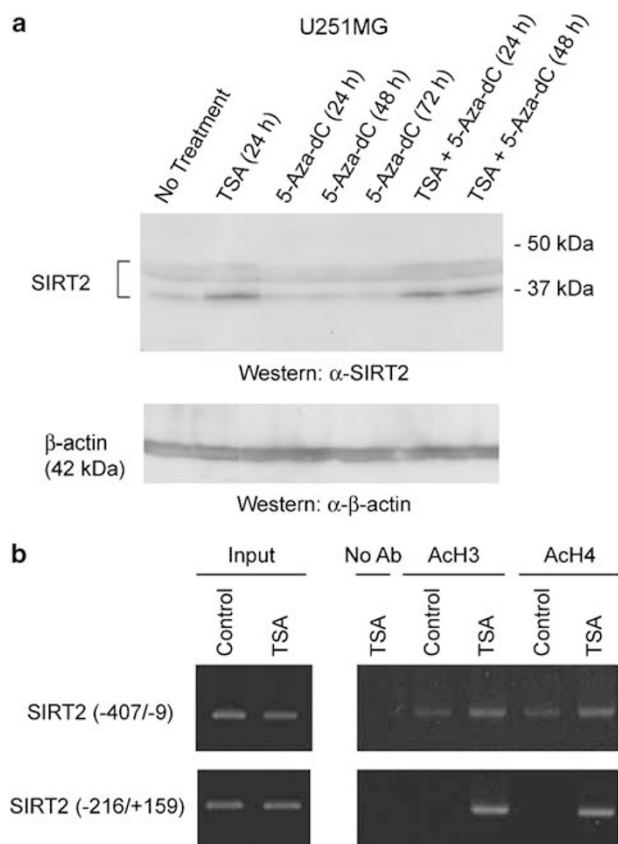 a
U251MG
No Treatment
TSA (24 h)
5-Aza-dC (24 h)
5-Aza-dC (48 h)
5-Aza-dC (72 h)
TSA + 5-Aza-dC (24 h)
TSA + 5-Aza-dC (48 h)
SIRT2
- 50 kDa
- 37 kDa
Western: α-SIRT2
β-actin
(42 kDa)
Western: α-β-actin
b
Input No Ab AcH3 AcH4
Control TSA TSA Control TSA Control TSA
SIRT2 (-407/-9)
SIRT2 (-216/+159)